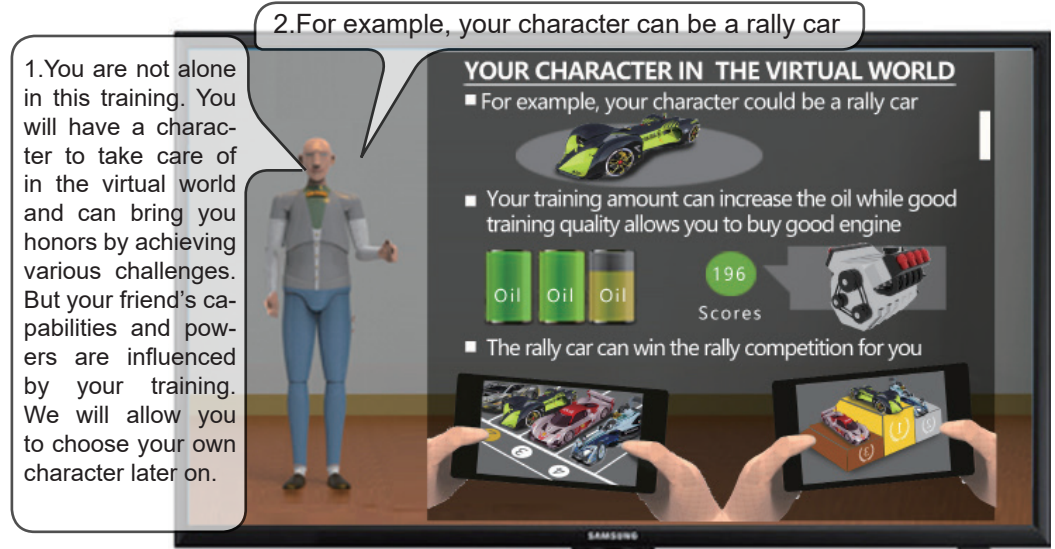 2.For example, your character can be a rally car
1.You are not alone
in this training. You
will have a charac-
ter to take care of
in the virtual world
and can bring you
honors by achieving
various challenges.
But your friend's ca-
pabilities and pow-
ers are influenced
by your training.
We will allow you
to choose your own
character later on.
YOUR CHARACTER IN THE VIRTUAL WORLD
■ For example, your character could be a rally car
■ Your training amount can increase the oil while good
training quality allows you to buy good engine
Oil Oil Oil
196
Scores
■ The rally car can win the rally competition for you
3
4
1
3
SAMSUNG